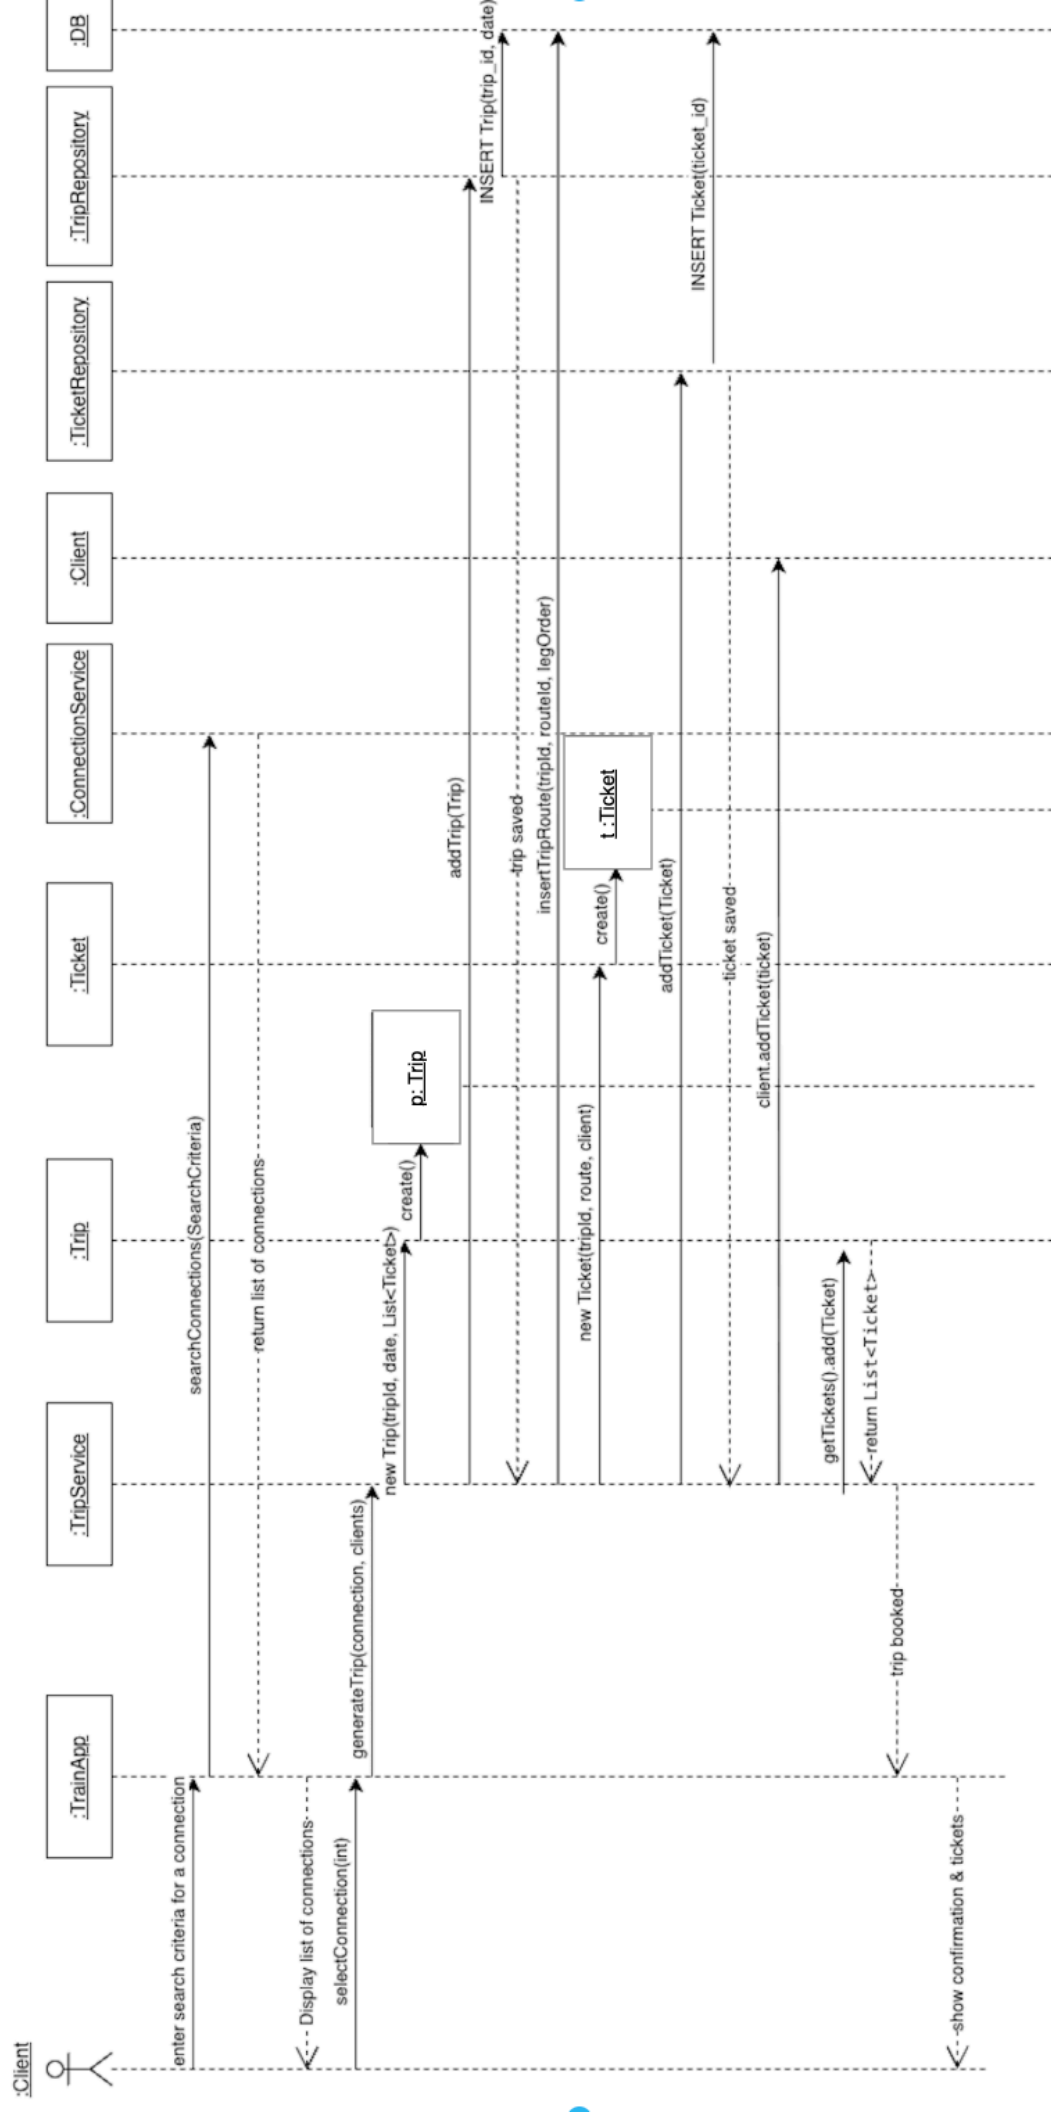 :Client
:TrainApp
:TripService
:Trip
:Ticket
:ConnectionService
:Client
:TicketRepository
:TripRepository
:DB
enter search criteria for a connection
searchConnections(SearchCriteria)
return list of connections
Display list of connections
selectConnection(int)
generateTrip(connection, clients)
new Trip(tripId, date, List<Ticket>)
create()
p: Trip
addTrip(Trip)
INSERT Trip(trip_id, date)
trip saved
insertTripRoute(tripId, routeId, legOrder)
new Ticket(tripId, route, client)
create()
t :Ticket
addTicket(Ticket)
INSERT Ticket(ticket_id)
ticket saved
client.addTicket(ticket)
getTickets().add(Ticket)
return List<Ticket>
trip booked
show confirmation & tickets